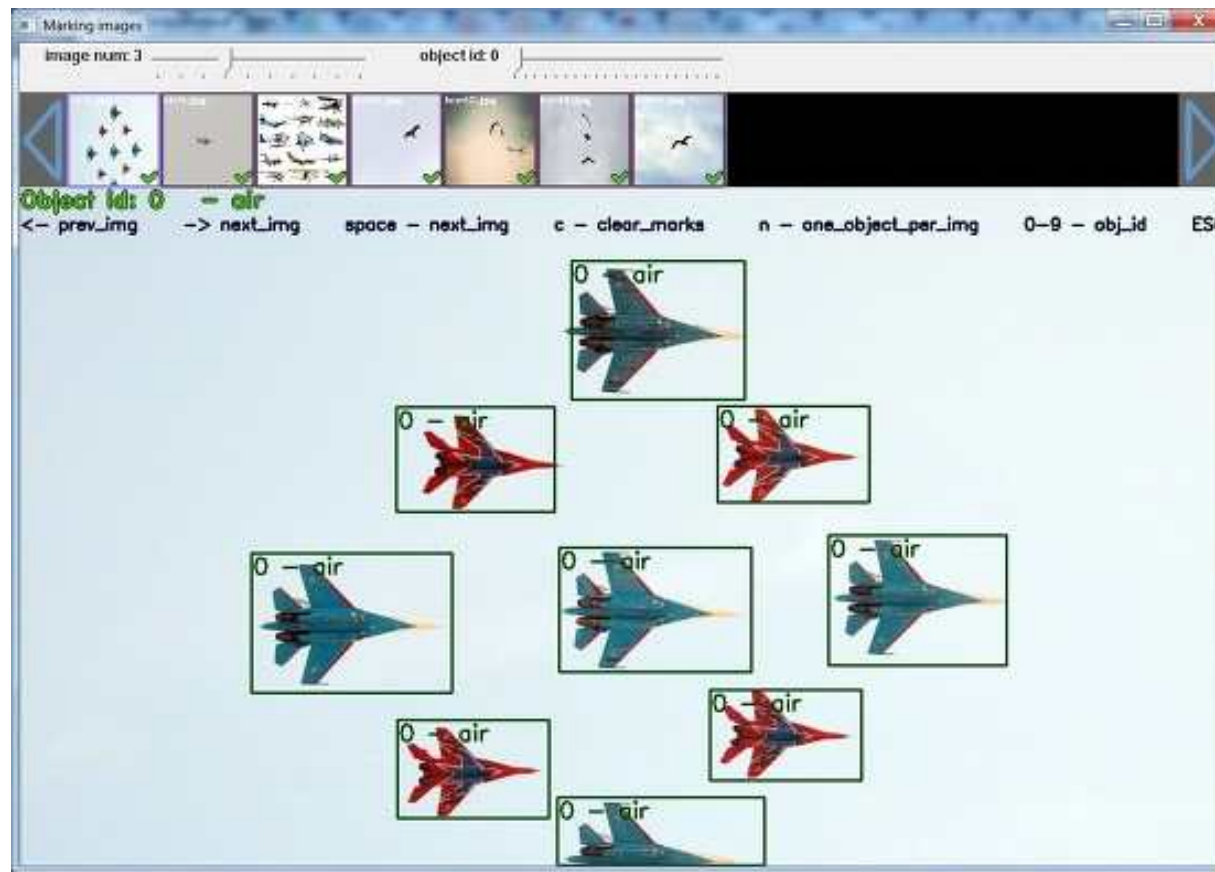 Marking images
image num: 3
object id: 0
Object id: 0 - air
<- prev_img -> next_img space - next_img c - clear_marks n - one_object_per_img 0-9 - obj_id ES
0 - air
0 - air
0 - air
0 - air
0 - air
0 - air
0 - air
0 - air
0 - air